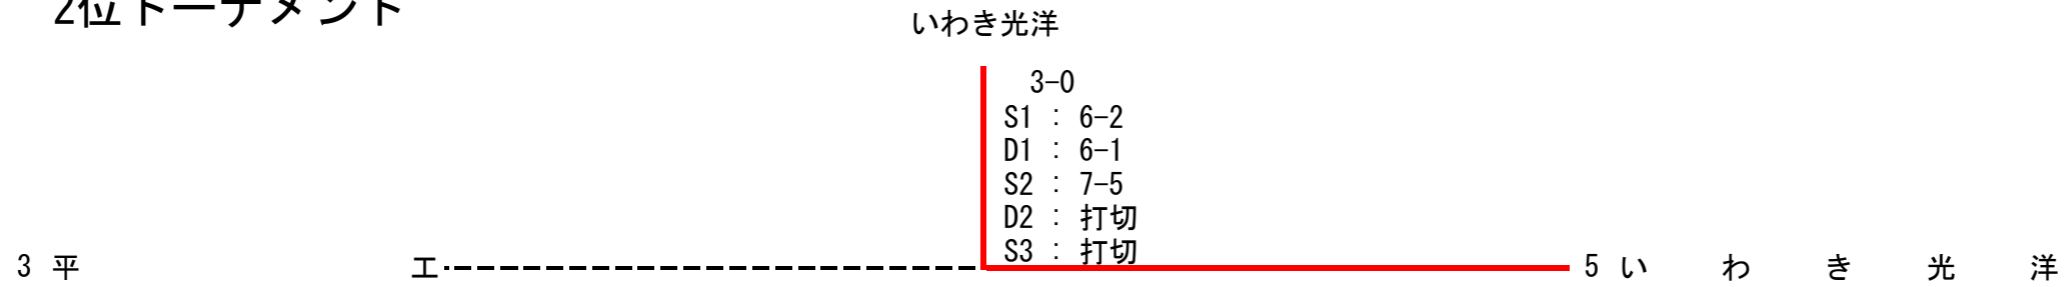 2位トーナメント
いわき光洋
3-0
S1 : 6-2
D1 : 6-1
S2 : 7-5
D2 : 打切
S3 : 打切
3 平 工 5 い わ き 光 洋